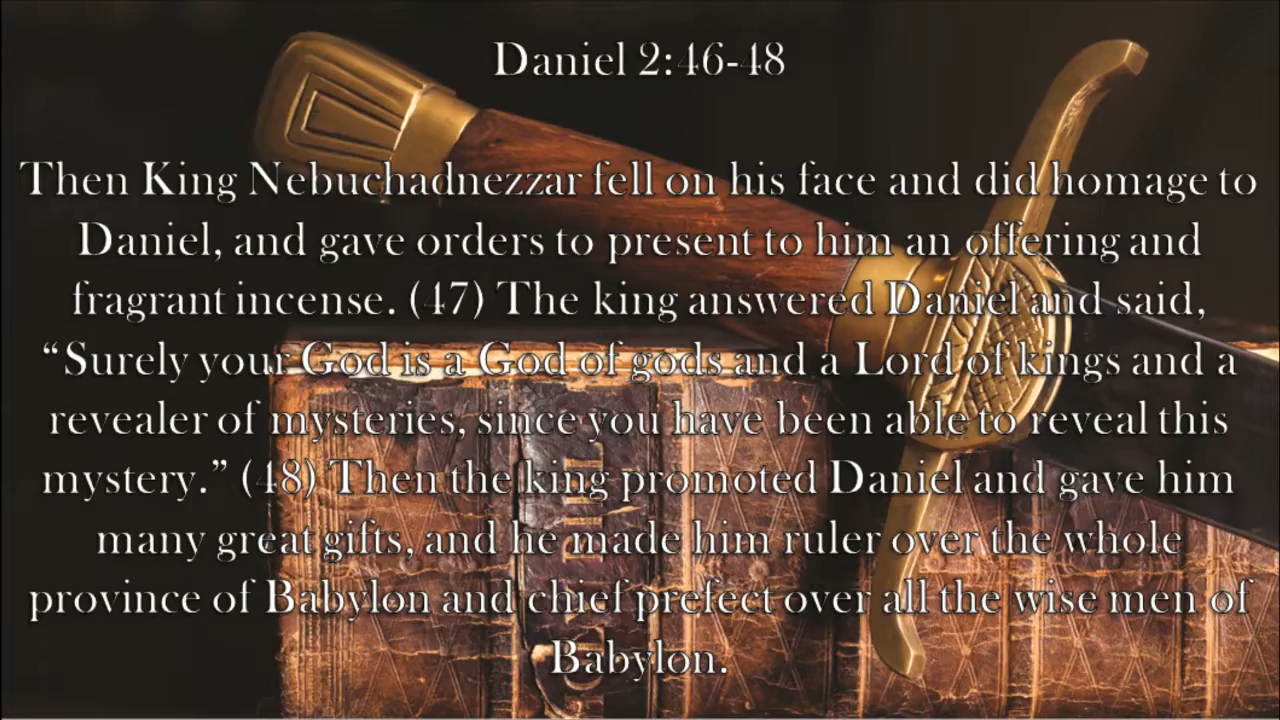 Daniel 2:46-48
Then King Nebuchadnezzar fell on his face and did homage to
Daniel, and gave orders to present to him an offering and
fragrant incense. (47) The king answered Daniel and said,
“Surely your God is a God of gods and a Lord of kings and a
revealer of mysteries, since you have been able to reveal this
mystery.” (48) Then the king promoted Daniel and gave him
many great gifts, and he made him ruler over the whole
province of Babylon and chief prefect over all the wise men of
Babylon.